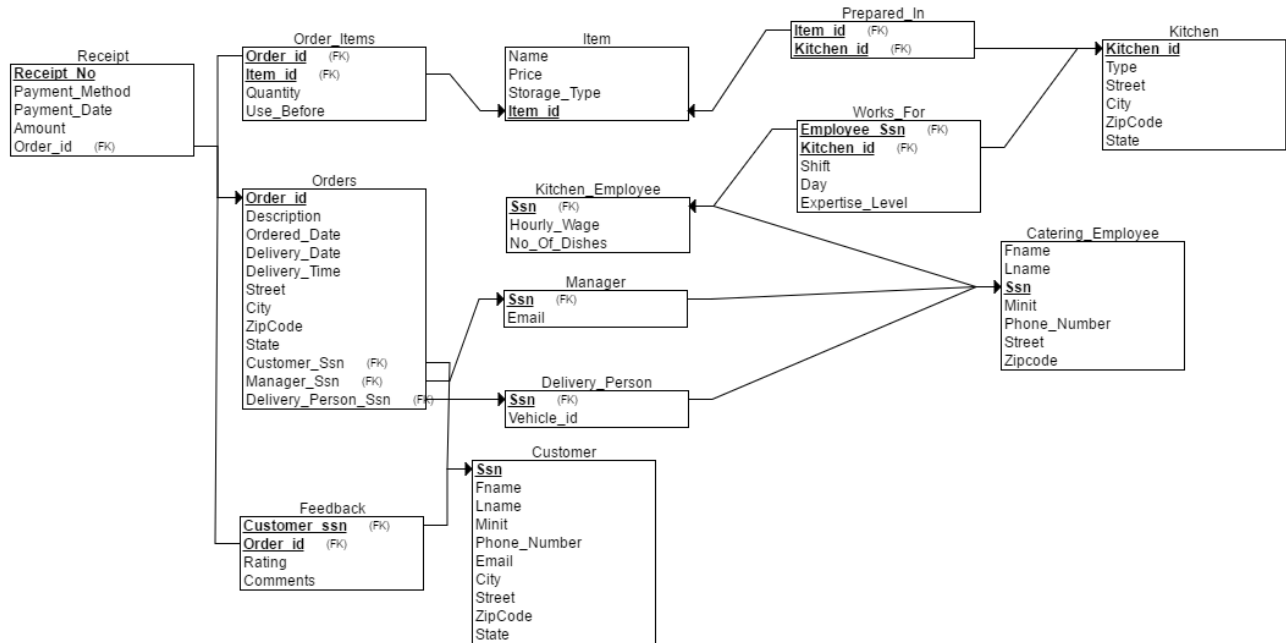 Receipt
Receipt_No
Payment_Method
Payment_Date
Amount
Order_id (FK)
Order_Items
Order_id (FK)
Item_id (FK)
Quantity
Use_Before
Item
Name
Price
Storage_Type
Item_id
Prepared_In
Item_id (FK)
Kitchen_id (FK)
Kitchen
Kitchen_id
Type
Street
City
ZipCode
State
Works_For
Employee_Ssn (FK)
Kitchen_id (FK)
Shift
Day
Expertise_Level
Orders
Order_id
Description
Ordered_Date
Delivery_Date
Delivery_Time
Street
City
ZipCode
State
Customer_Ssn (FK)
Manager_Ssn (FK)
Delivery_Person_Ssn (FK)
Kitchen_Employee
Ssn (FK)
Hourly_Wage
No_Of_Dishes
Manager
Ssn (FK)
Email
Delivery_Person
Ssn (FK)
Vehicle_id
Catering_Employee
Fname
Lname
Ssn
Minit
Phone_Number
Street
Zipcode
Feedback
Customer_ssn (FK)
Order_id (FK)
Rating
Comments
Customer
Ssn
Fname
Lname
Minit
Phone_Number
Email
City
Street
ZipCode
State